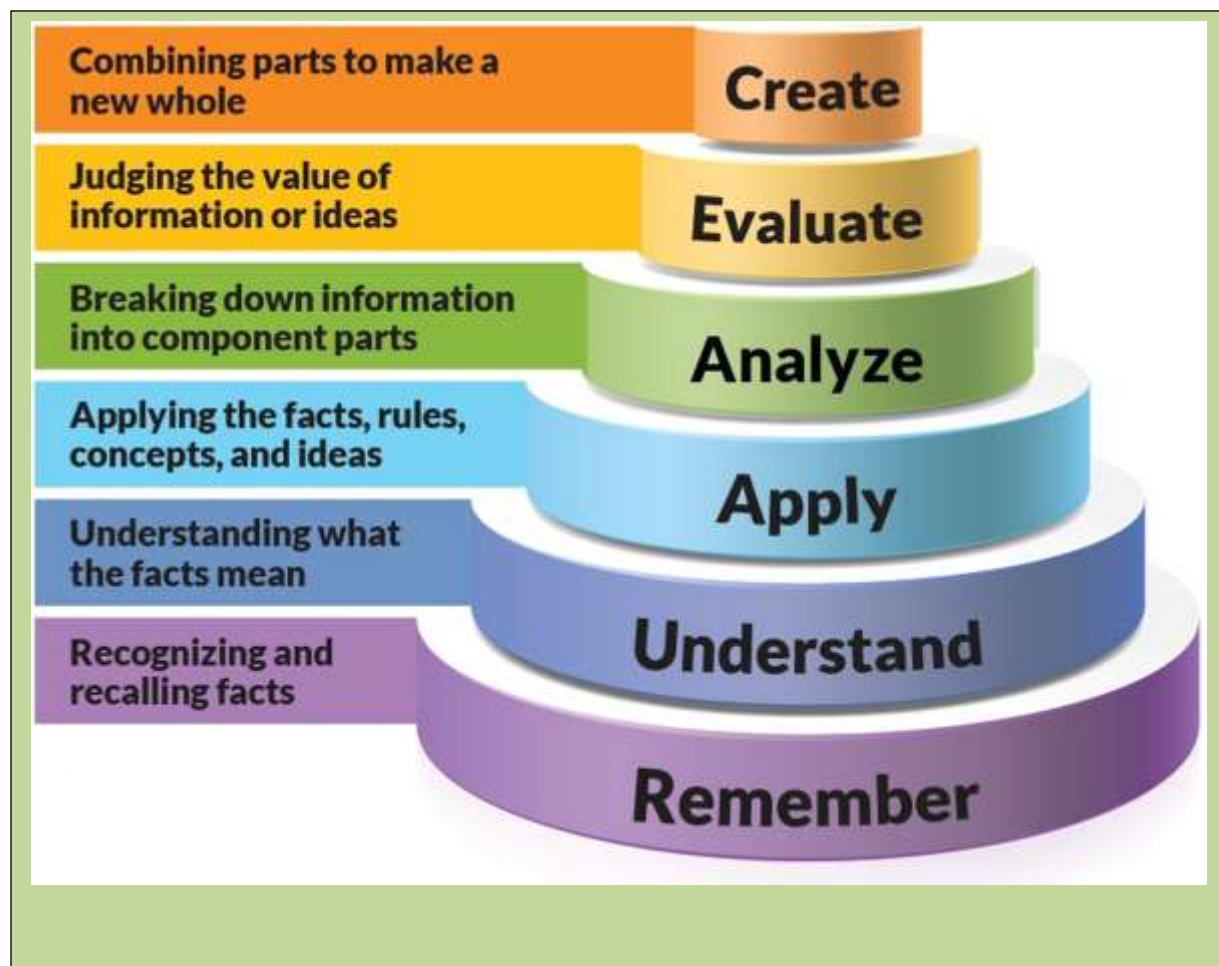 Combining parts to make a
new whole
Create
Judging the value of
information or ideas
Evaluate
Breaking down information
into component parts
Analyze
Applying the facts, rules,
concepts, and ideas
Apply
Understanding what
the facts mean
Understand
Recognizing and
recalling facts
Remember